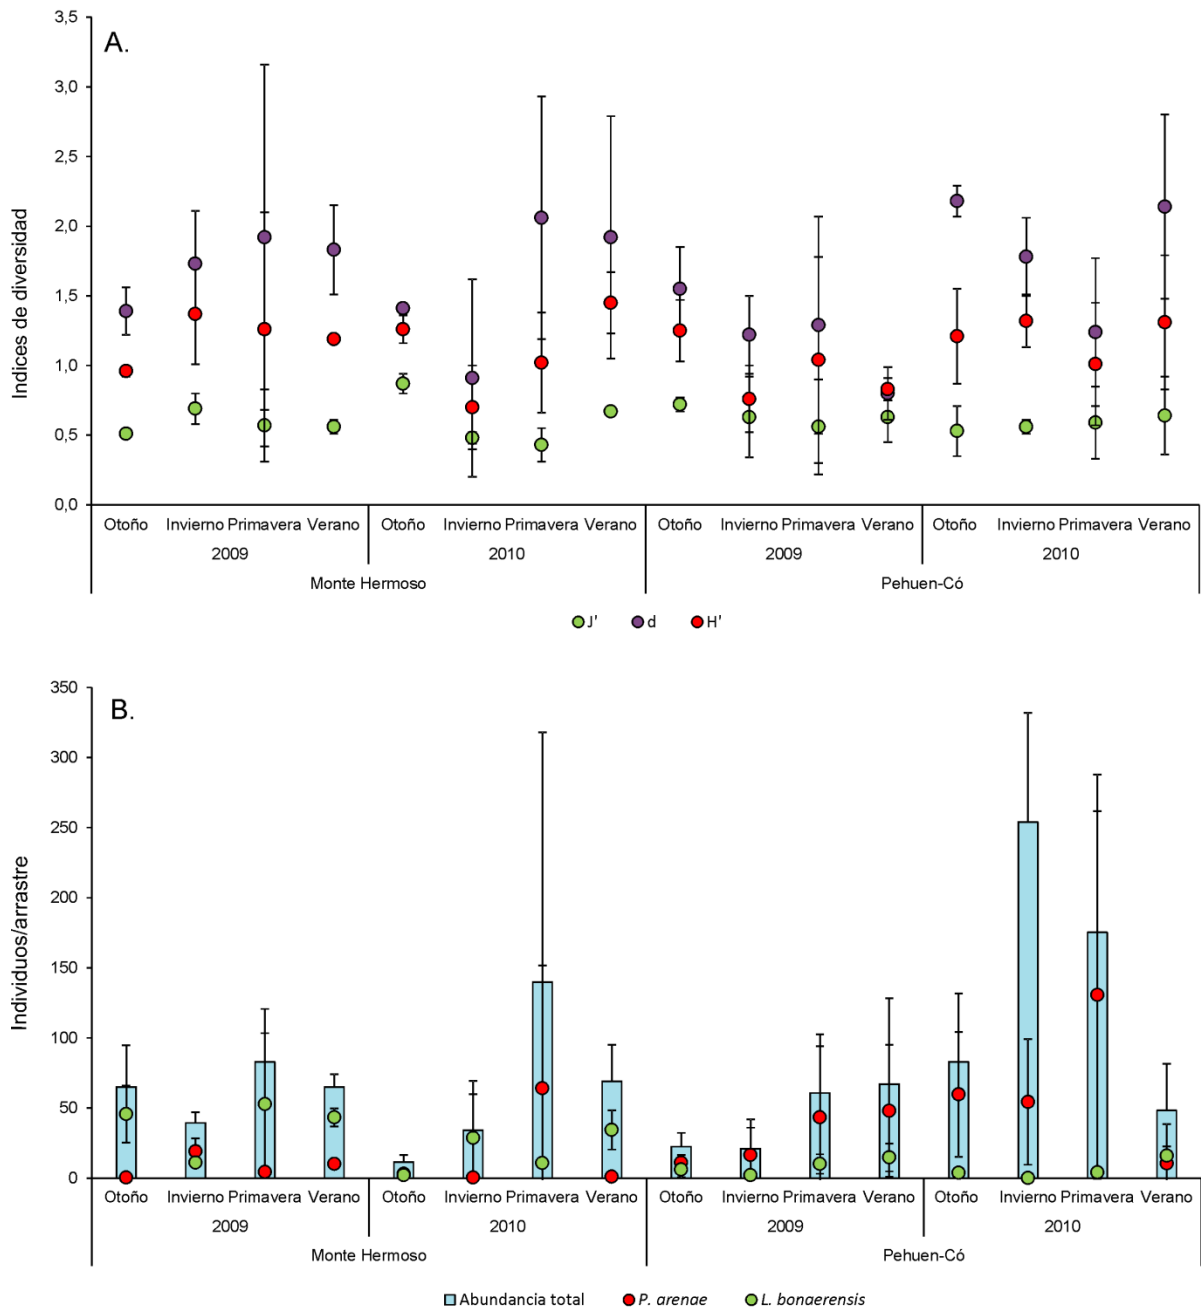 A.
Indices de diversidad
3,5
3,0
2,5
2,0
1,5
1,0
0,5
0,0
Otoño Invierno Primavera Verano Otoño Invierno Primavera Verano Otoño Invierno Primavera Verano Otoño Invierno Primavera Verano
2009 2010 2009 2010
Monte Hermoso Pehuen-Có
J' d H'
B.
Individuos/arrastre
350
300
250
200
150
100
50
0
Otoño Invierno Primavera Verano Otoño Invierno Primavera Verano Otoño Invierno Primavera Verano Otoño Invierno Primavera Verano
2009 2010 2009 2010
Monte Hermoso Pehuen-Có
Abundancia total P. arenae L. bonaerensis